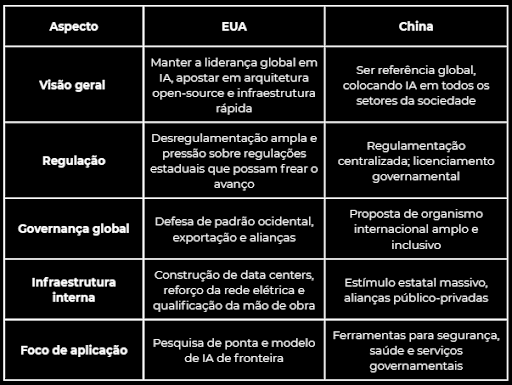 Aspecto
EUA
China
Visão geral
Manter a liderança global em
IA, apostar em arquitetura
open-source e infraestrutura
rápida
Ser referência global,
colocando IA em todos os
setores da sociedade
Regulação
Desregulamentação ampla e
pressão sobre regulações
estaduais que possam frear o
avanço
Regulamentação
centralizada; licenciamento
governamental
Governança global
Defesa de padrão ocidental,
exportação e alianças
Proposta de organismo
internacional amplo e
inclusivo
Infraestrutura
interna
Construção de data centers,
reforço da rede elétrica e
qualificação da mão de obra
Estímulo estatal massivo,
alianças público-privadas
Foco de aplicação
Pesquisa de ponta e modelo
de IA de fronteira
Ferramentas para segurança,
saúde e serviços
governamentais